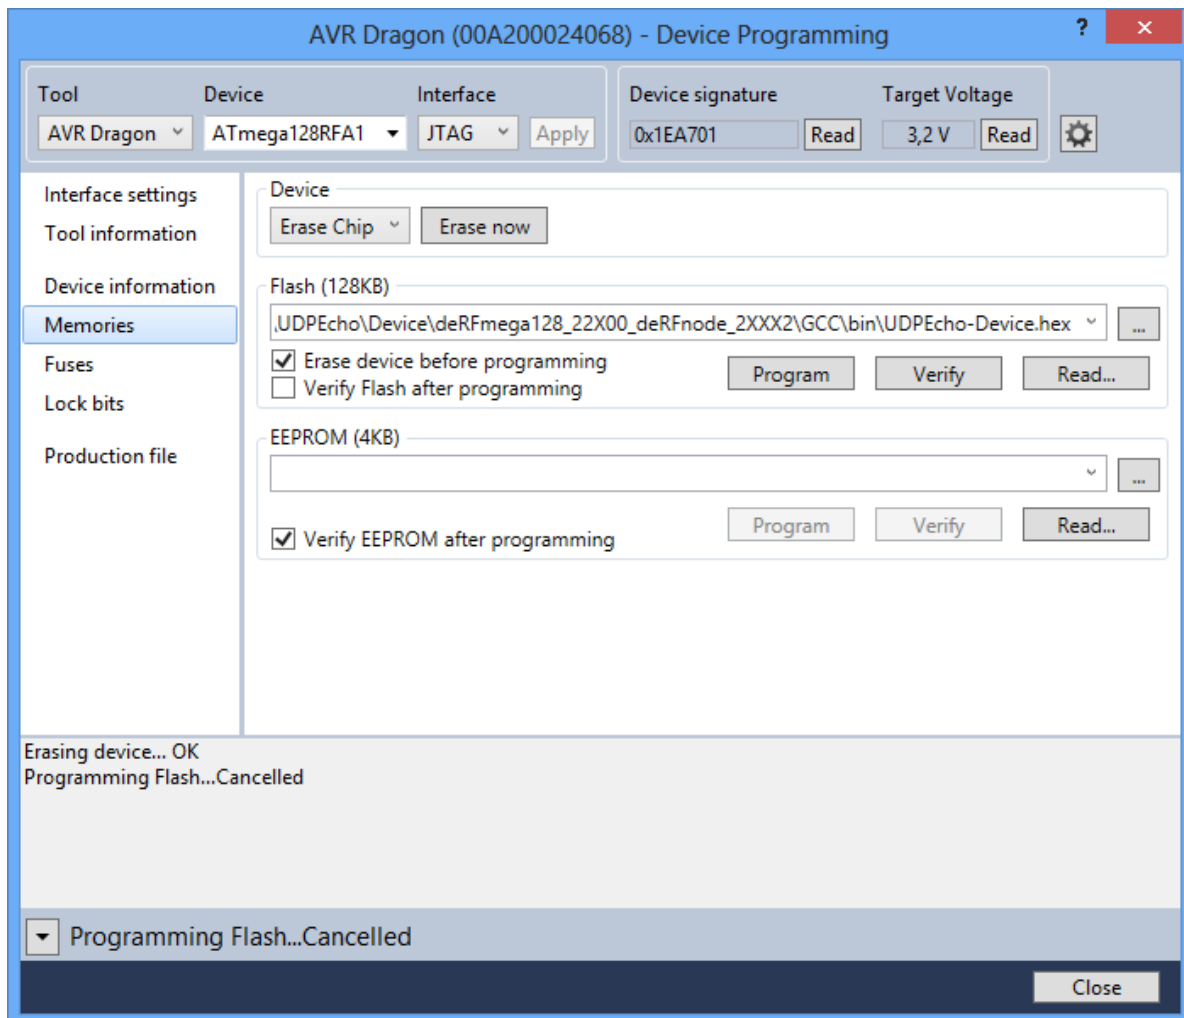 AVR Dragon (00A200024068) - Device Programming
?
Tool Device Interface Device signature Target Voltage
AVR Dragon ATmega128RFA1 JTAG Apply 0x1EA701 Read 3,2 V Read
Interface settings
Tool information
Device information
Memories
Fuses
Lock bits
Production file
Device
Erase Chip Erase now
Flash (128KB)
.UDPEcho\Device\deRFmega128_22X00_deRFnode_2XXX2\GCC\bin\UDPEcho-Device.hex ...
Erase device before programming
Verify Flash after programming
Program Verify Read...
EEPROM (4KB)
...
Verify EEPROM after programming
Program Verify Read...
Erasing device... OK
Programming Flash...Cancelled
Programming Flash...Cancelled
Close